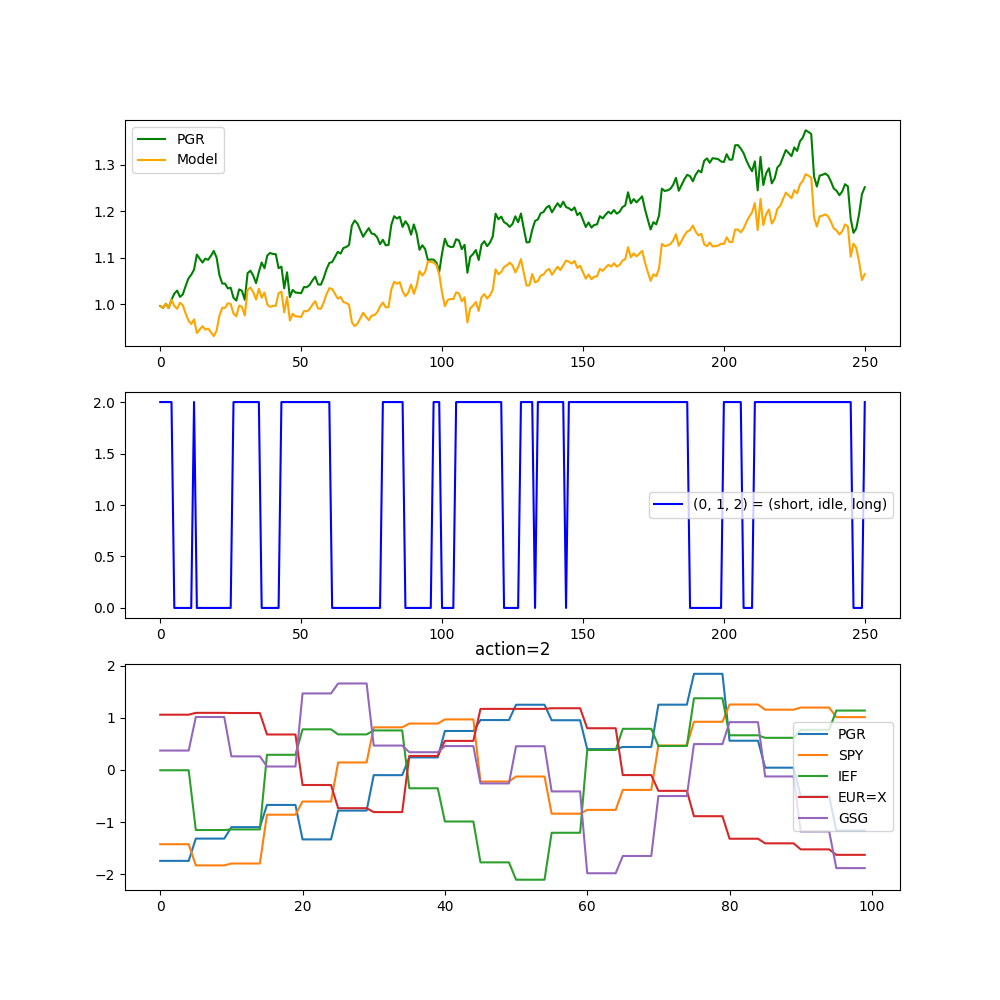 PGR
Model
1.3
1.2
1.1
1.0
0 50 100 150 200 250
2.0
1.5
1.0
0.5
0.0
(0, 1, 2) = (short, idle, long)
0 50 100 150 200 250
action=2
2
1
0
−1
−2
PGR
SPY
IEF
EUR=X
GSG
0 20 40 60 80 100